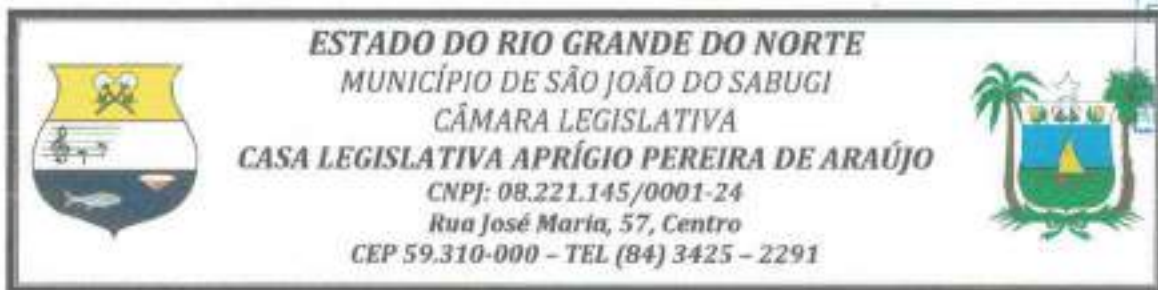 ESTADO DO RIO GRANDE DO NORTE
MUNICÍPIO DE SÃO JOÃO DO SABUGI
CÂMARA LEGISLATIVA
CASA LEGISLATIVA APRÍGIO PEREIRA DE ARAÚJO
CNPJ: 08.221.145/0001-24
Rua José Maria, 57, Centro
CEP 59.310-000 – TEL (84) 3425 – 2291